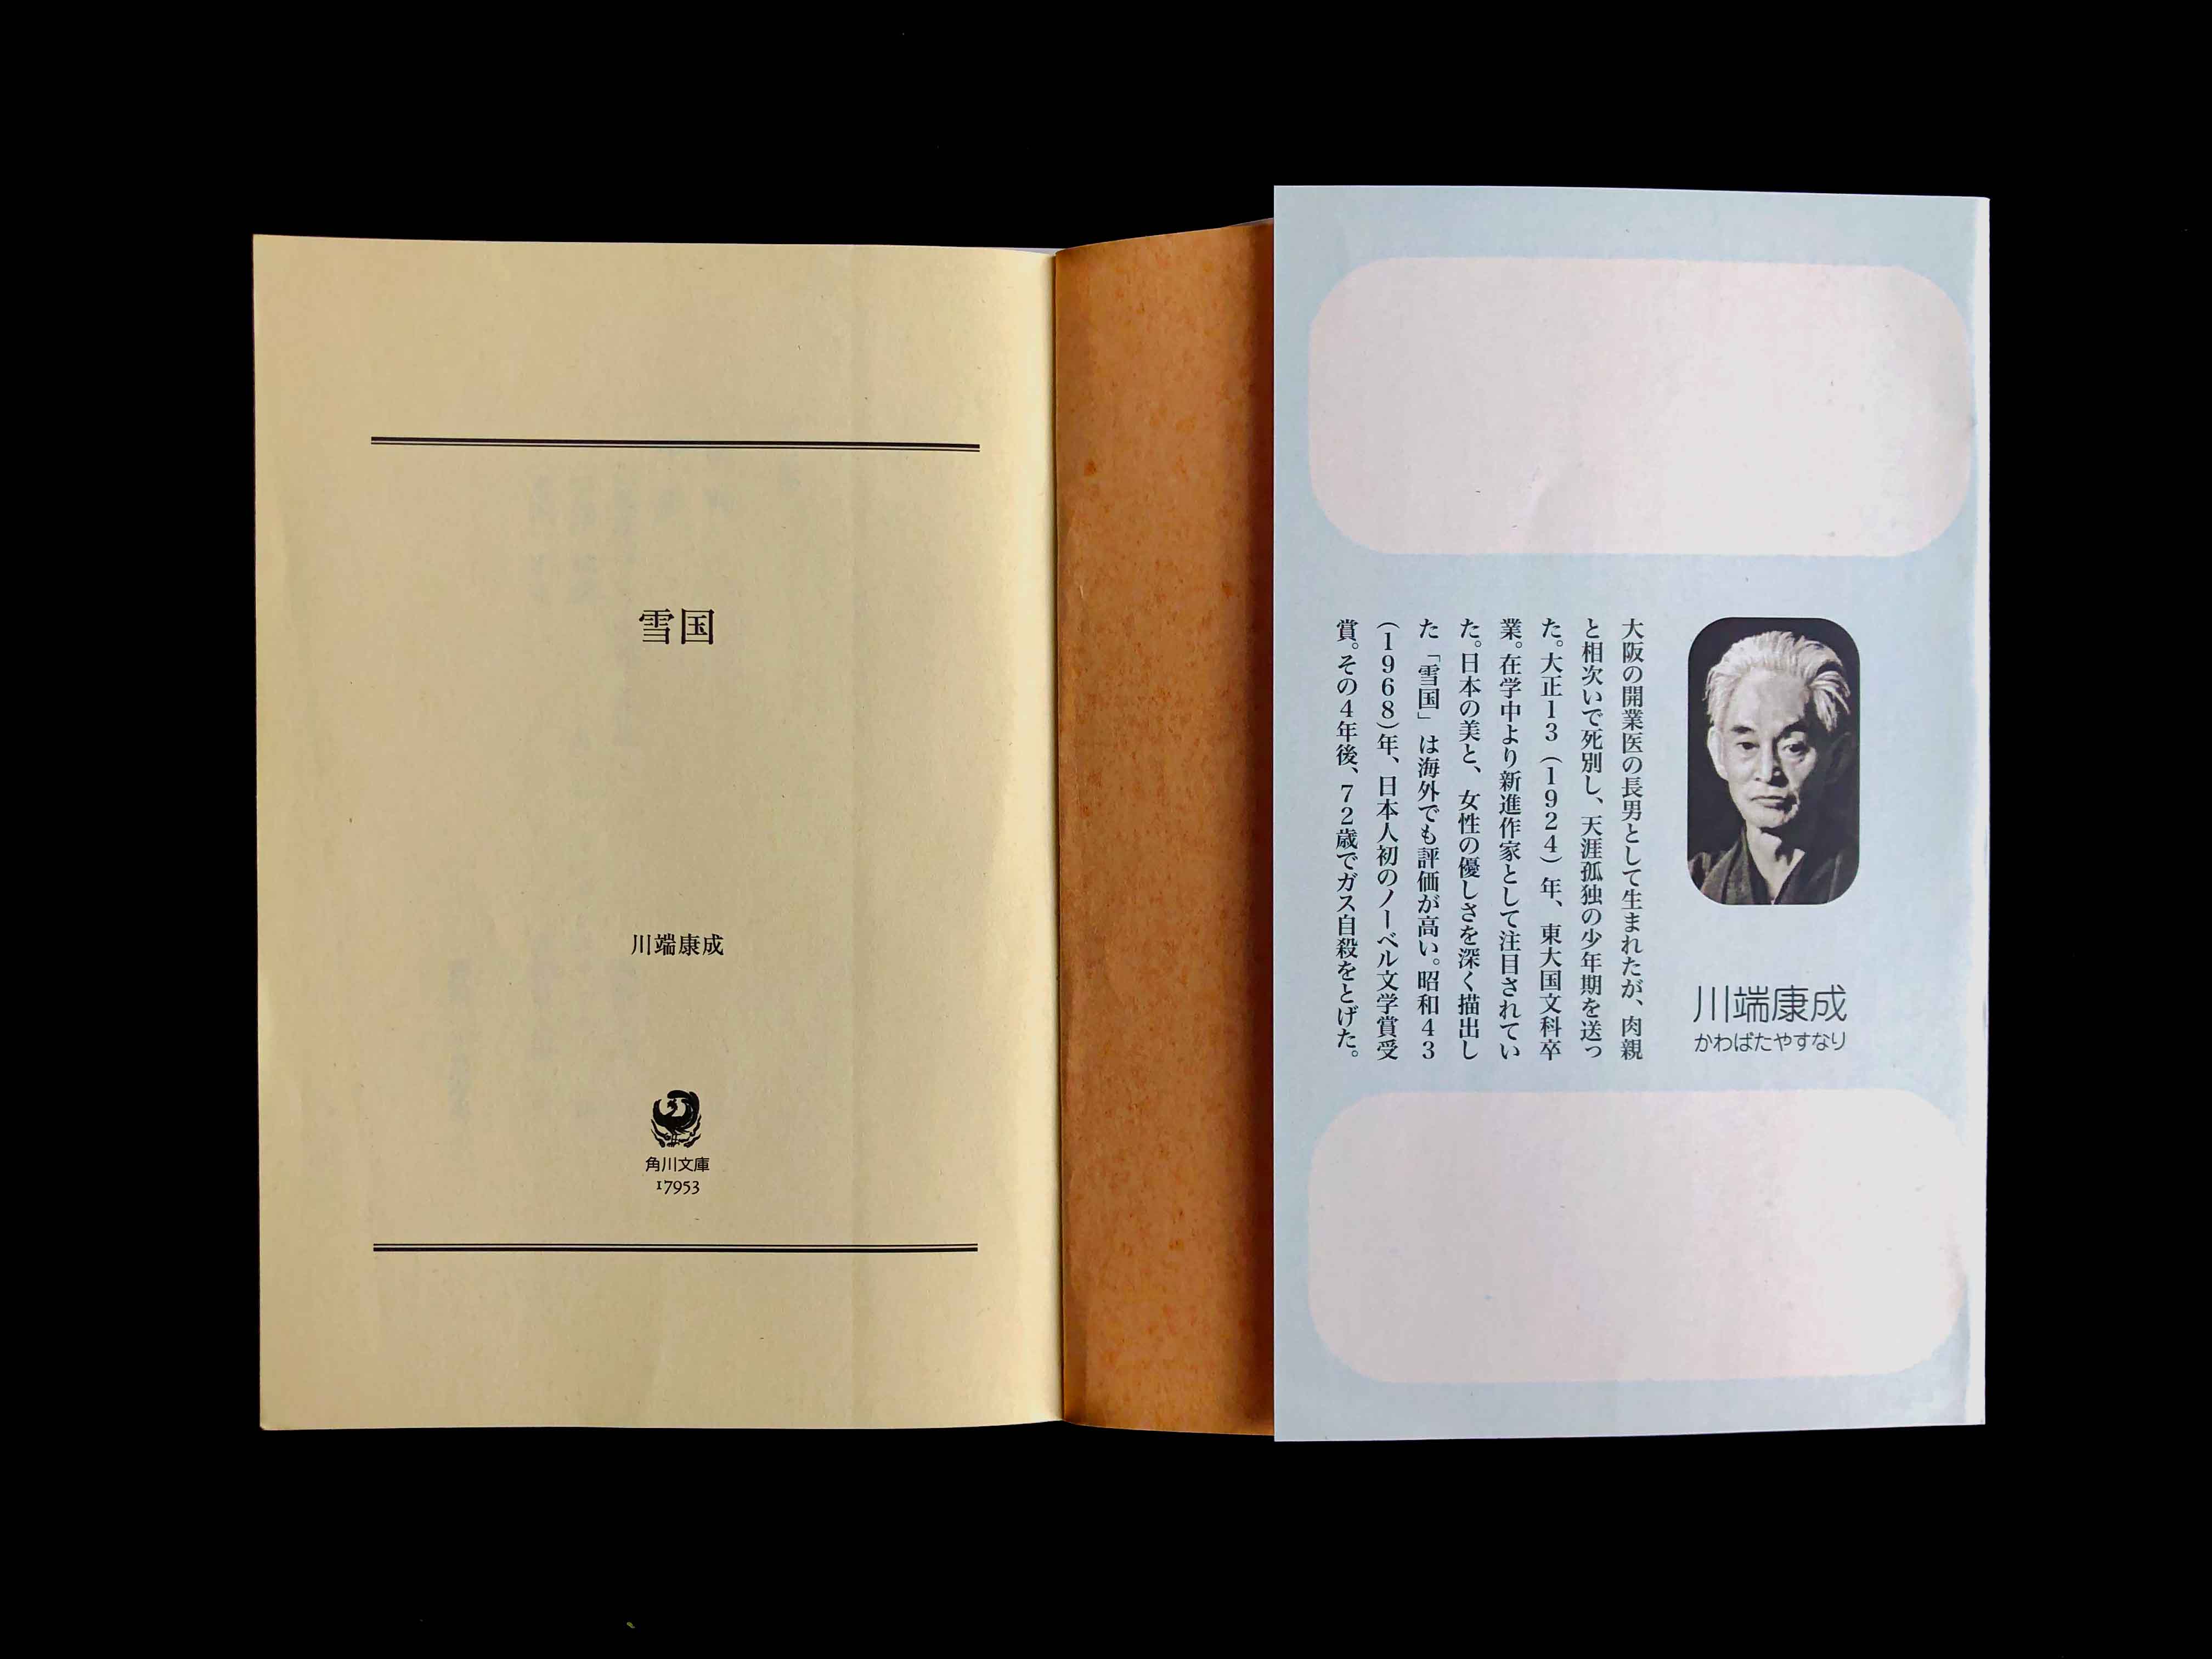 川端康成
かわばたやすなり
大阪の開業医の長男として生まれたが、肉親
と相次いで死別し、天涯孤独の少年期を送っ
た。大正13（1924）年、東大国文科卒
業。在学中より新進作家として注目されてい
た。日本の美と、女性の優しさを深く描出し
た「雪国」は海外でも評価が高い。昭和43
（1968）年、日本人初のノーベル文学賞受
賞。その4年後、72歳でガス自殺をとげた。
雪国
川端康成
角川文庫
17953